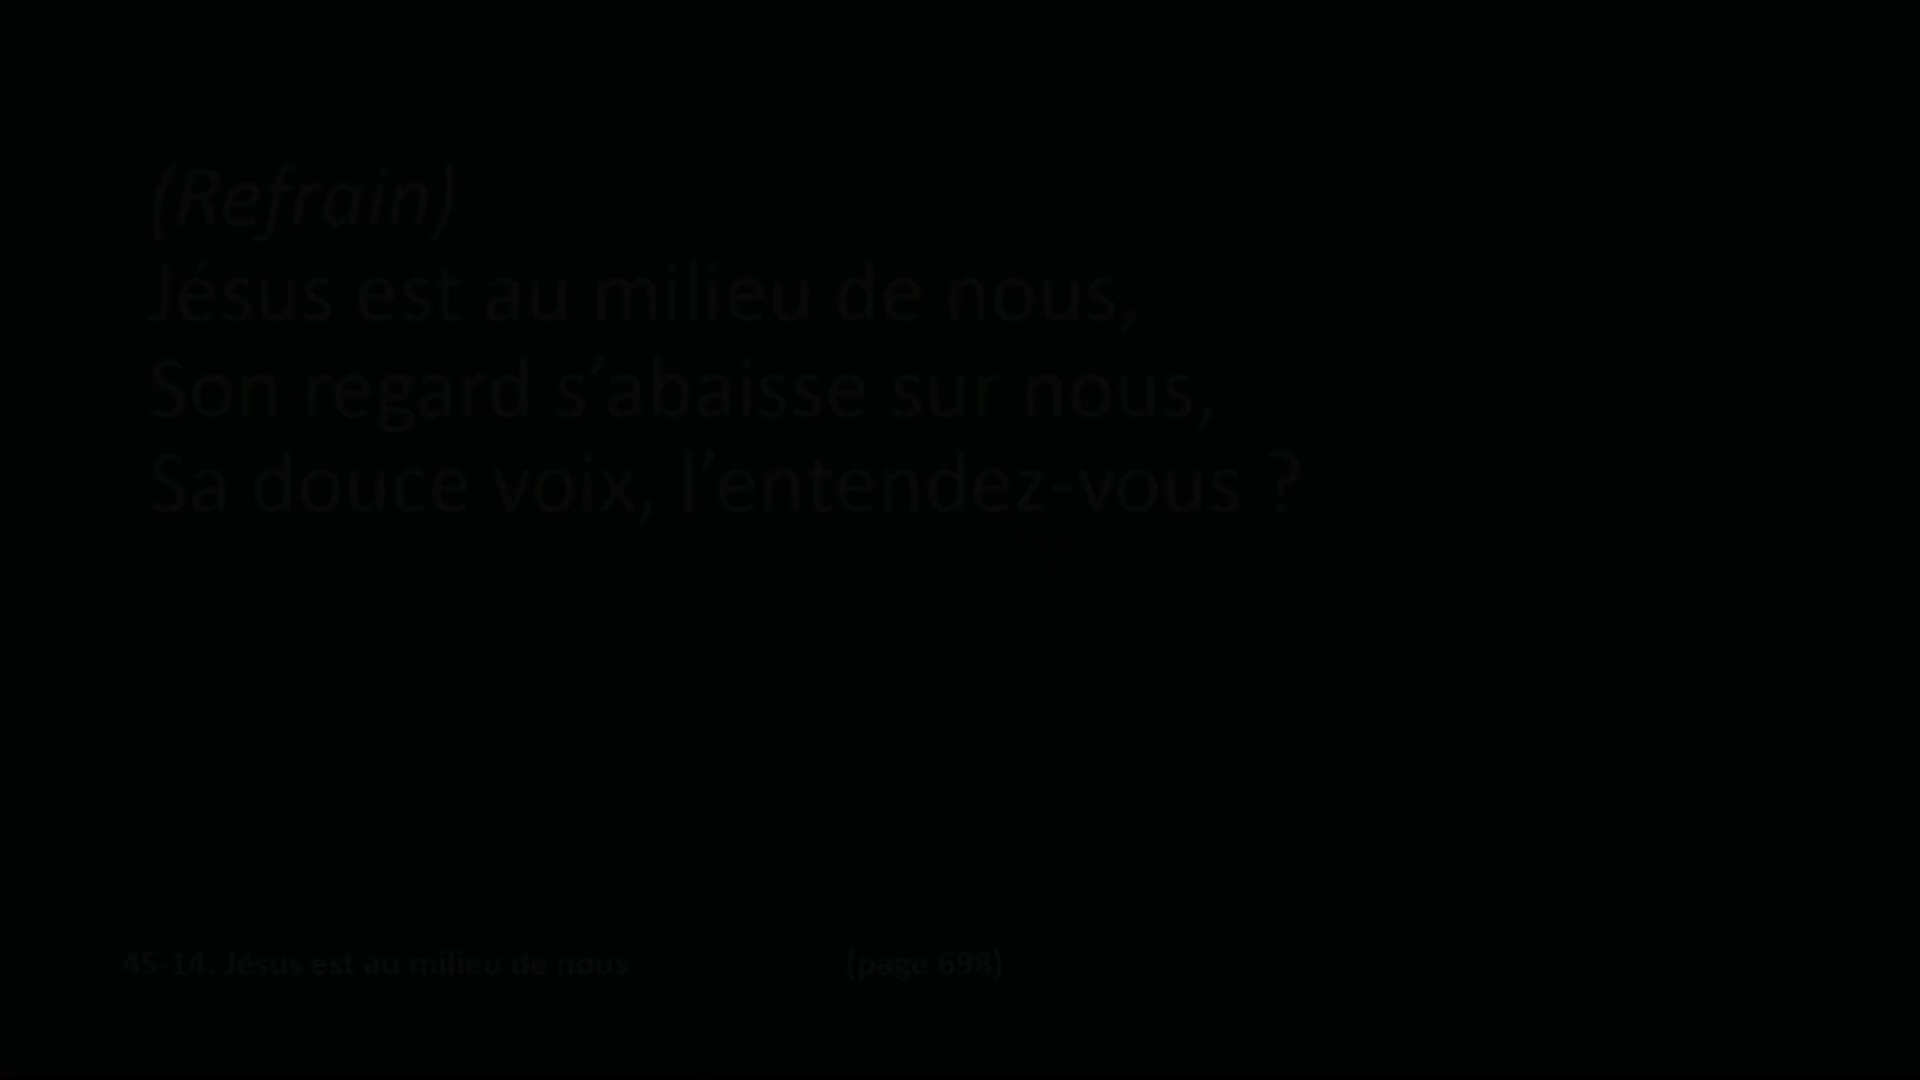 (Refrain)
Jésus est au milieu de nous,
Son regard s’abaisse sur nous,
Sa douce voix, l’entendez-vous ?
45-14. Jésus est au milieu de nous (page 698)